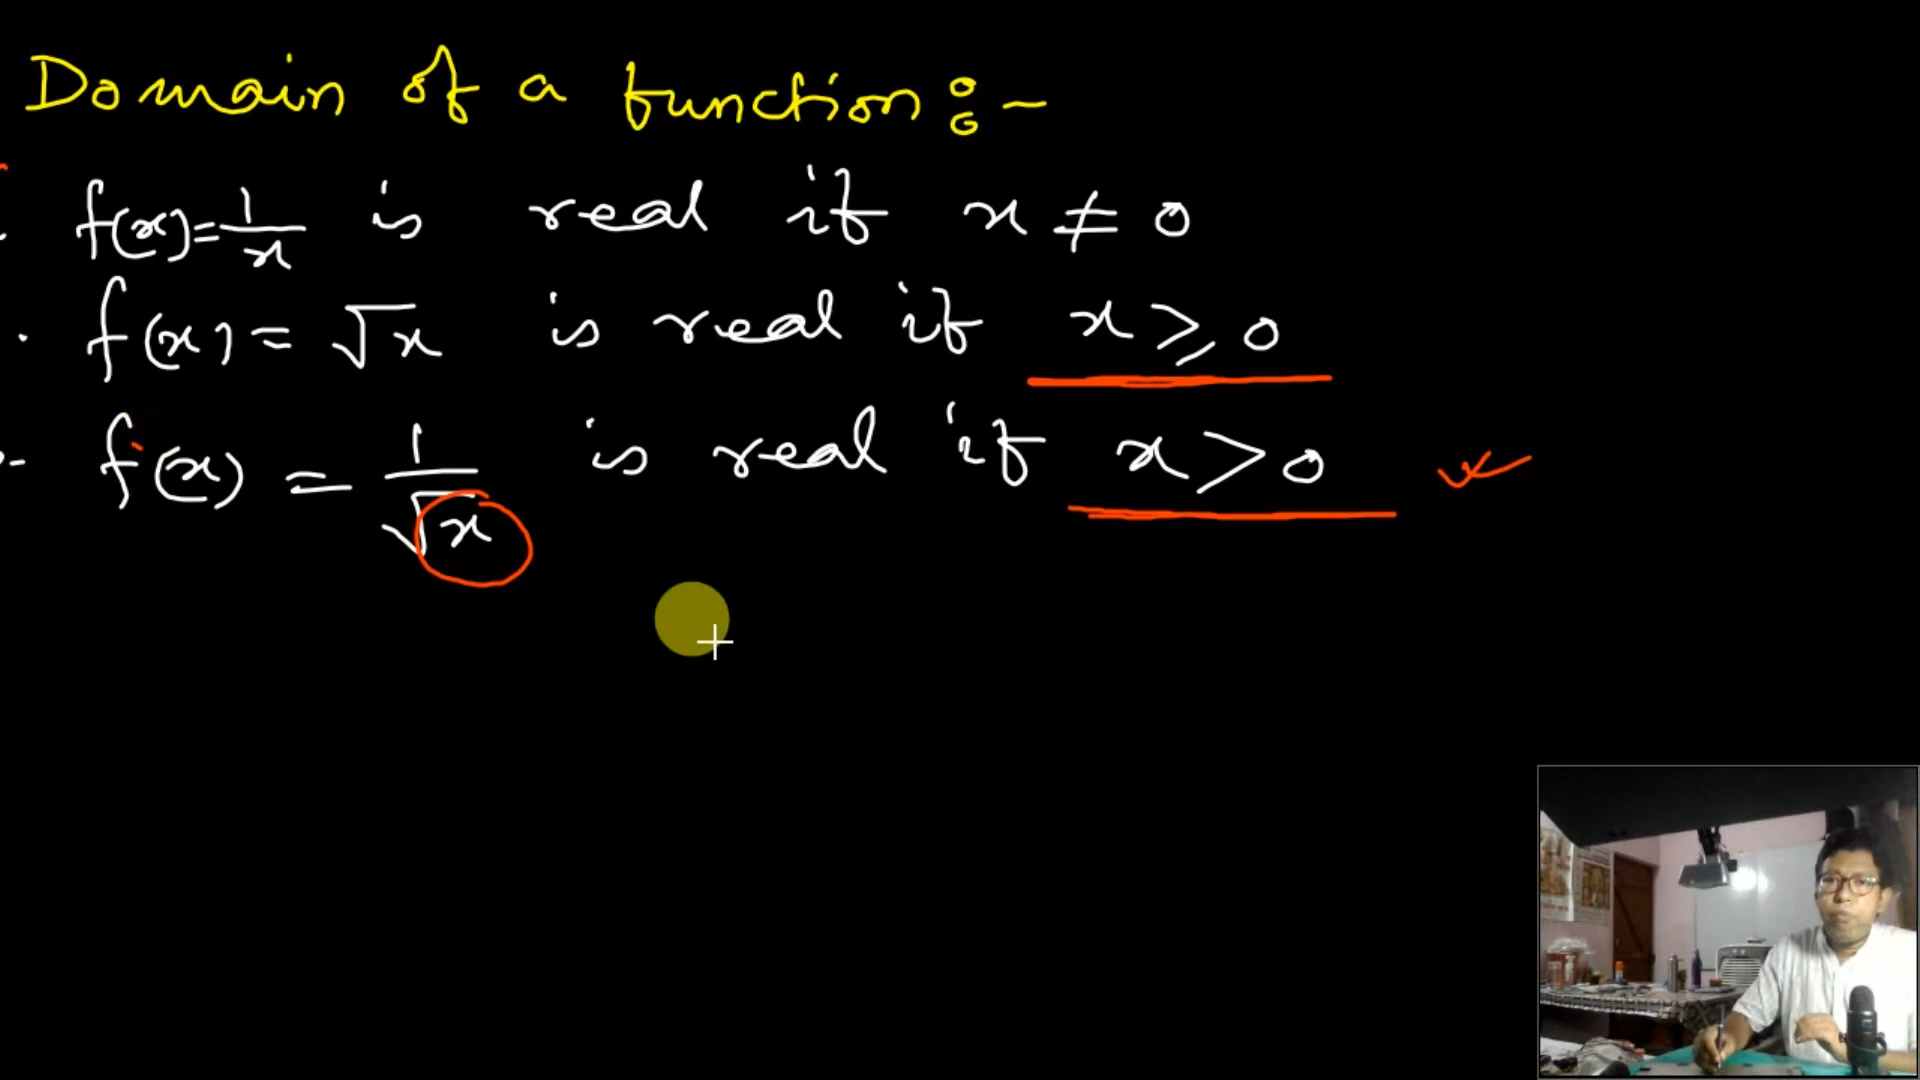 Domain of a function :-
f(x)=1/x is real if x ≠ 0
. f(x) = √x is real if x ≥ 0
- f(x) = 1/√x is real if x > 0